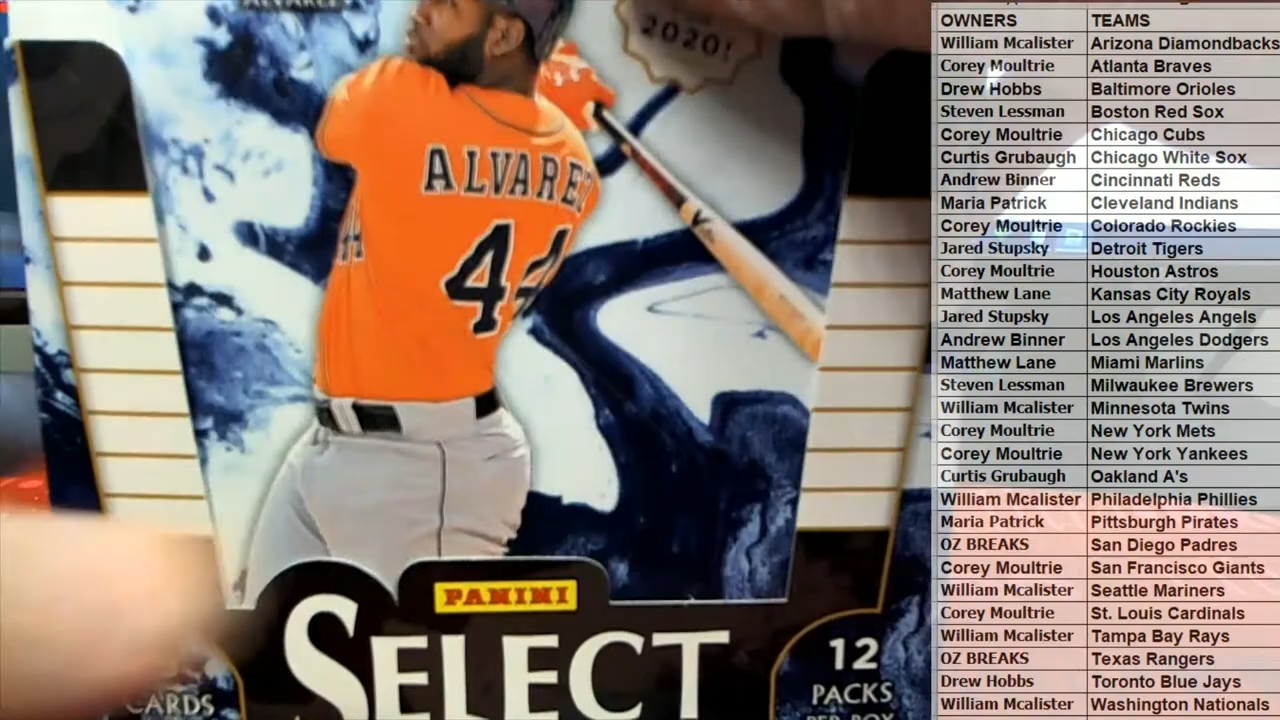 ALVAREZ
2020!
ALVAREZ
44
44
PANINI
SELECT
CARDS
12
PACKS
PER BOX
OWNERS TEAMS
William Mcalister Arizona Diamondbacks
Corey Moultrie Atlanta Braves
Drew Hobbs Baltimore Orioles
Steven Lessman Boston Red Sox
Corey Moultrie Chicago Cubs
Curtis Grubaugh Chicago White Sox
Andrew Binner Cincinnati Reds
Maria Patrick Cleveland Indians
Corey Moultrie Colorado Rockies
Jared Stupsky Detroit Tigers
Corey Moultrie Houston Astros
Matthew Lane Kansas City Royals
Jared Stupsky Los Angeles Angels
Andrew Binner Los Angeles Dodgers
Matthew Lane Miami Marlins
Steven Lessman Milwaukee Brewers
William Mcalister Minnesota Twins
Corey Moultrie New York Mets
Corey Moultrie New York Yankees
Curtis Grubaugh Oakland A's
William Mcalister Philadelphia Phillies
Maria Patrick Pittsburgh Pirates
OZ BREAKS San Diego Padres
Corey Moultrie San Francisco Giants
William Mcalister Seattle Mariners
Corey Moultrie St. Louis Cardinals
William Mcalister Tampa Bay Rays
OZ BREAKS Texas Rangers
Drew Hobbs Toronto Blue Jays
William Mcalister Washington Nationals